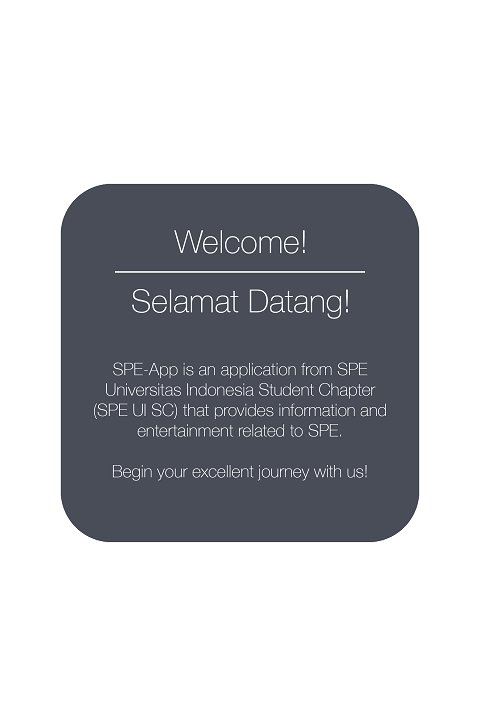 Welcome!
Selamat Datang!
SPE-App is an application from SPE
Universitas Indonesia Student Chapter
(SPE UI SC) that provides information and
entertainment related to SPE.
Begin your excellent journey with us!